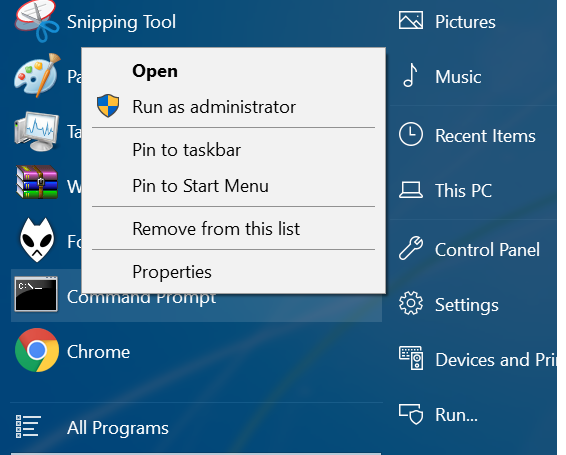 Snipping Tool
Pa
Ta
W
Fo
Command Prompt
Chrome
All Programs
Open
Run as administrator
Pin to taskbar
Pin to Start Menu
Remove from this list
Properties
C:\
Pictures
Music
Recent Items
This PC
Control Panel
Settings
Devices and Pri
Run...